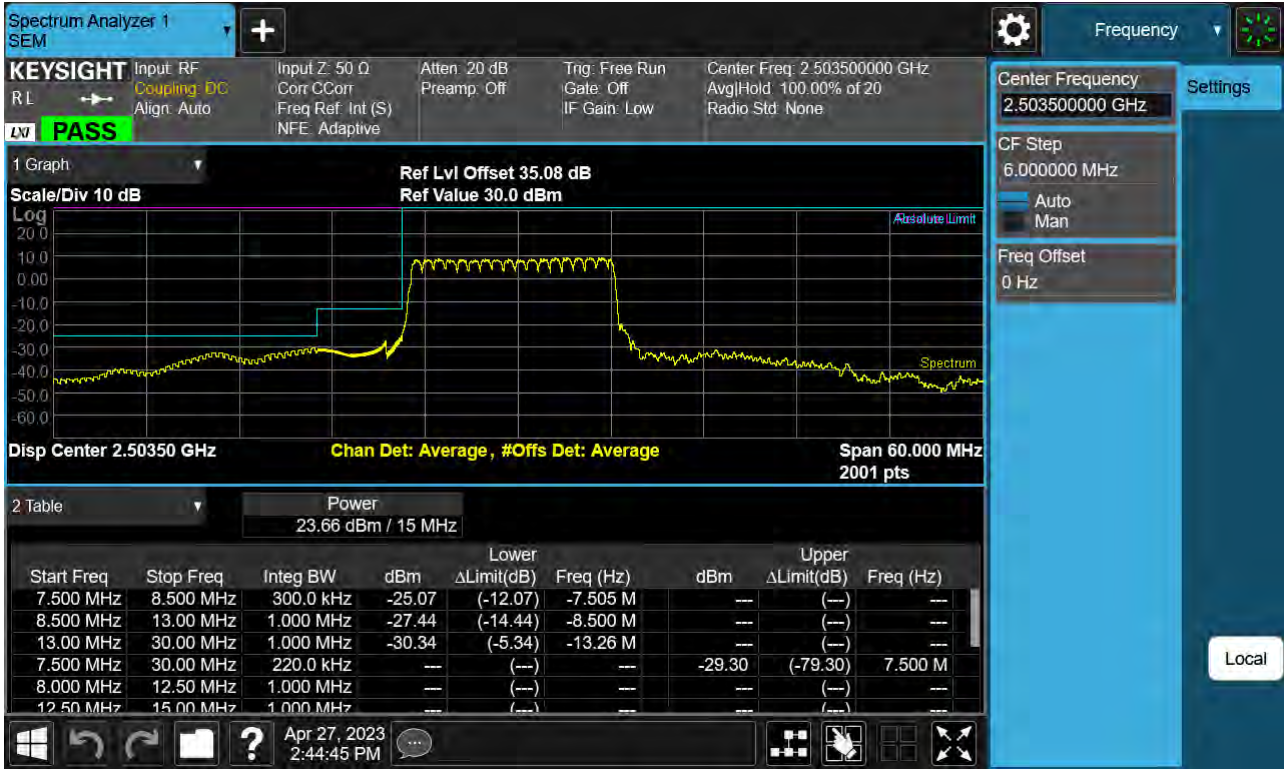 Spectrum Analyzer 1
SEM
Frequency
KEYSIGHT
R L
LXI
PASS
Input: RF
Coupling: DC
Align: Auto
Input Z: 50 Ω
Corr CCorr
Freq Ref: Int (S)
NFE: Adaptive
Atten: 20 dB
Preamp: Off
Trig: Free Run
Gate: Off
IF Gain: Low
Center Freq: 2.503500000 GHz
Avg|Hold: 100.00% of 20
Radio Std: None
Center Frequency
2.503500000 GHz
Settings
CF Step
6.000000 MHz
Auto
Man
Freq Offset
0 Hz
Local
1 Graph
Scale/Div 10 dB
Ref Lvl Offset 35.08 dB
Ref Value 30.0 dBm
Log
20.0
10.0
0.00
-10.0
-20.0
-30.0
-40.0
-50.0
-60.0
Limit
Spectrum
Disp Center 2.50350 GHz
Chan Det: Average, #Offs Det: Average
Span 60.000 MHz
2001 pts
2 Table
Power
23.66 dBm / 15 MHz
Lower Upper
Start Freq Stop Freq Integ BW dBm ΔLimit(dB) Freq (Hz) dBm ΔLimit(dB) Freq (Hz)
7.500 MHz 8.500 MHz 300.0 kHz -25.07 (-12.07) -7.505 M --- (---) ---
8.500 MHz 13.00 MHz 1.000 MHz -27.44 (-14.44) -8.500 M --- (---) ---
13.00 MHz 30.00 MHz 1.000 MHz -30.34 (-5.34) -13.26 M --- (---) ---
7.500 MHz 30.00 MHz 220.0 kHz --- (---) --- -29.30 (-79.30) 7.500 M
8.000 MHz 12.50 MHz 1.000 MHz --- (---) --- --- (---) ---
12.50 MHz 15.00 MHz 1.000 MHz --- (---) --- --- (---) ---
Apr 27, 2023
2:44:45 PM